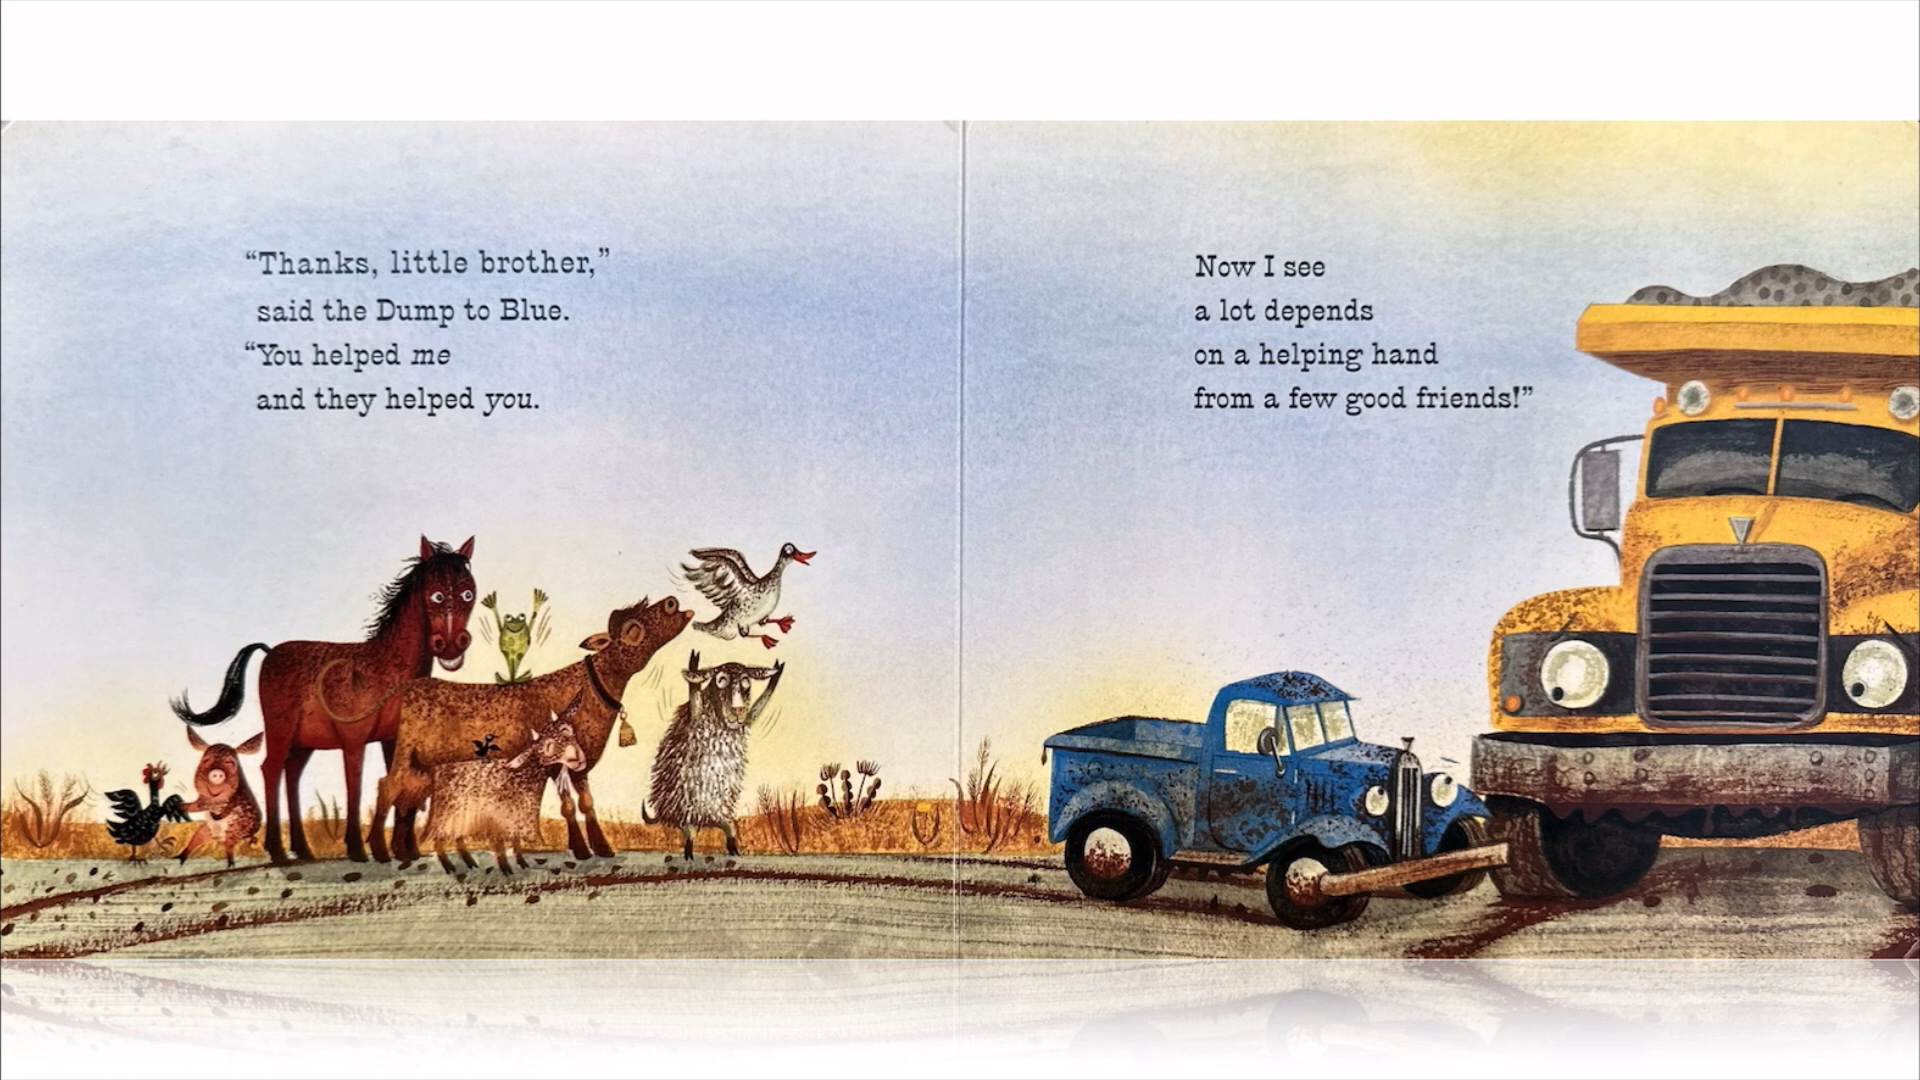 “Thanks, little brother,”
said the Dump to Blue.
“You helped me
and they helped you.
Now I see
a lot depends
on a helping hand
from a few good friends!”